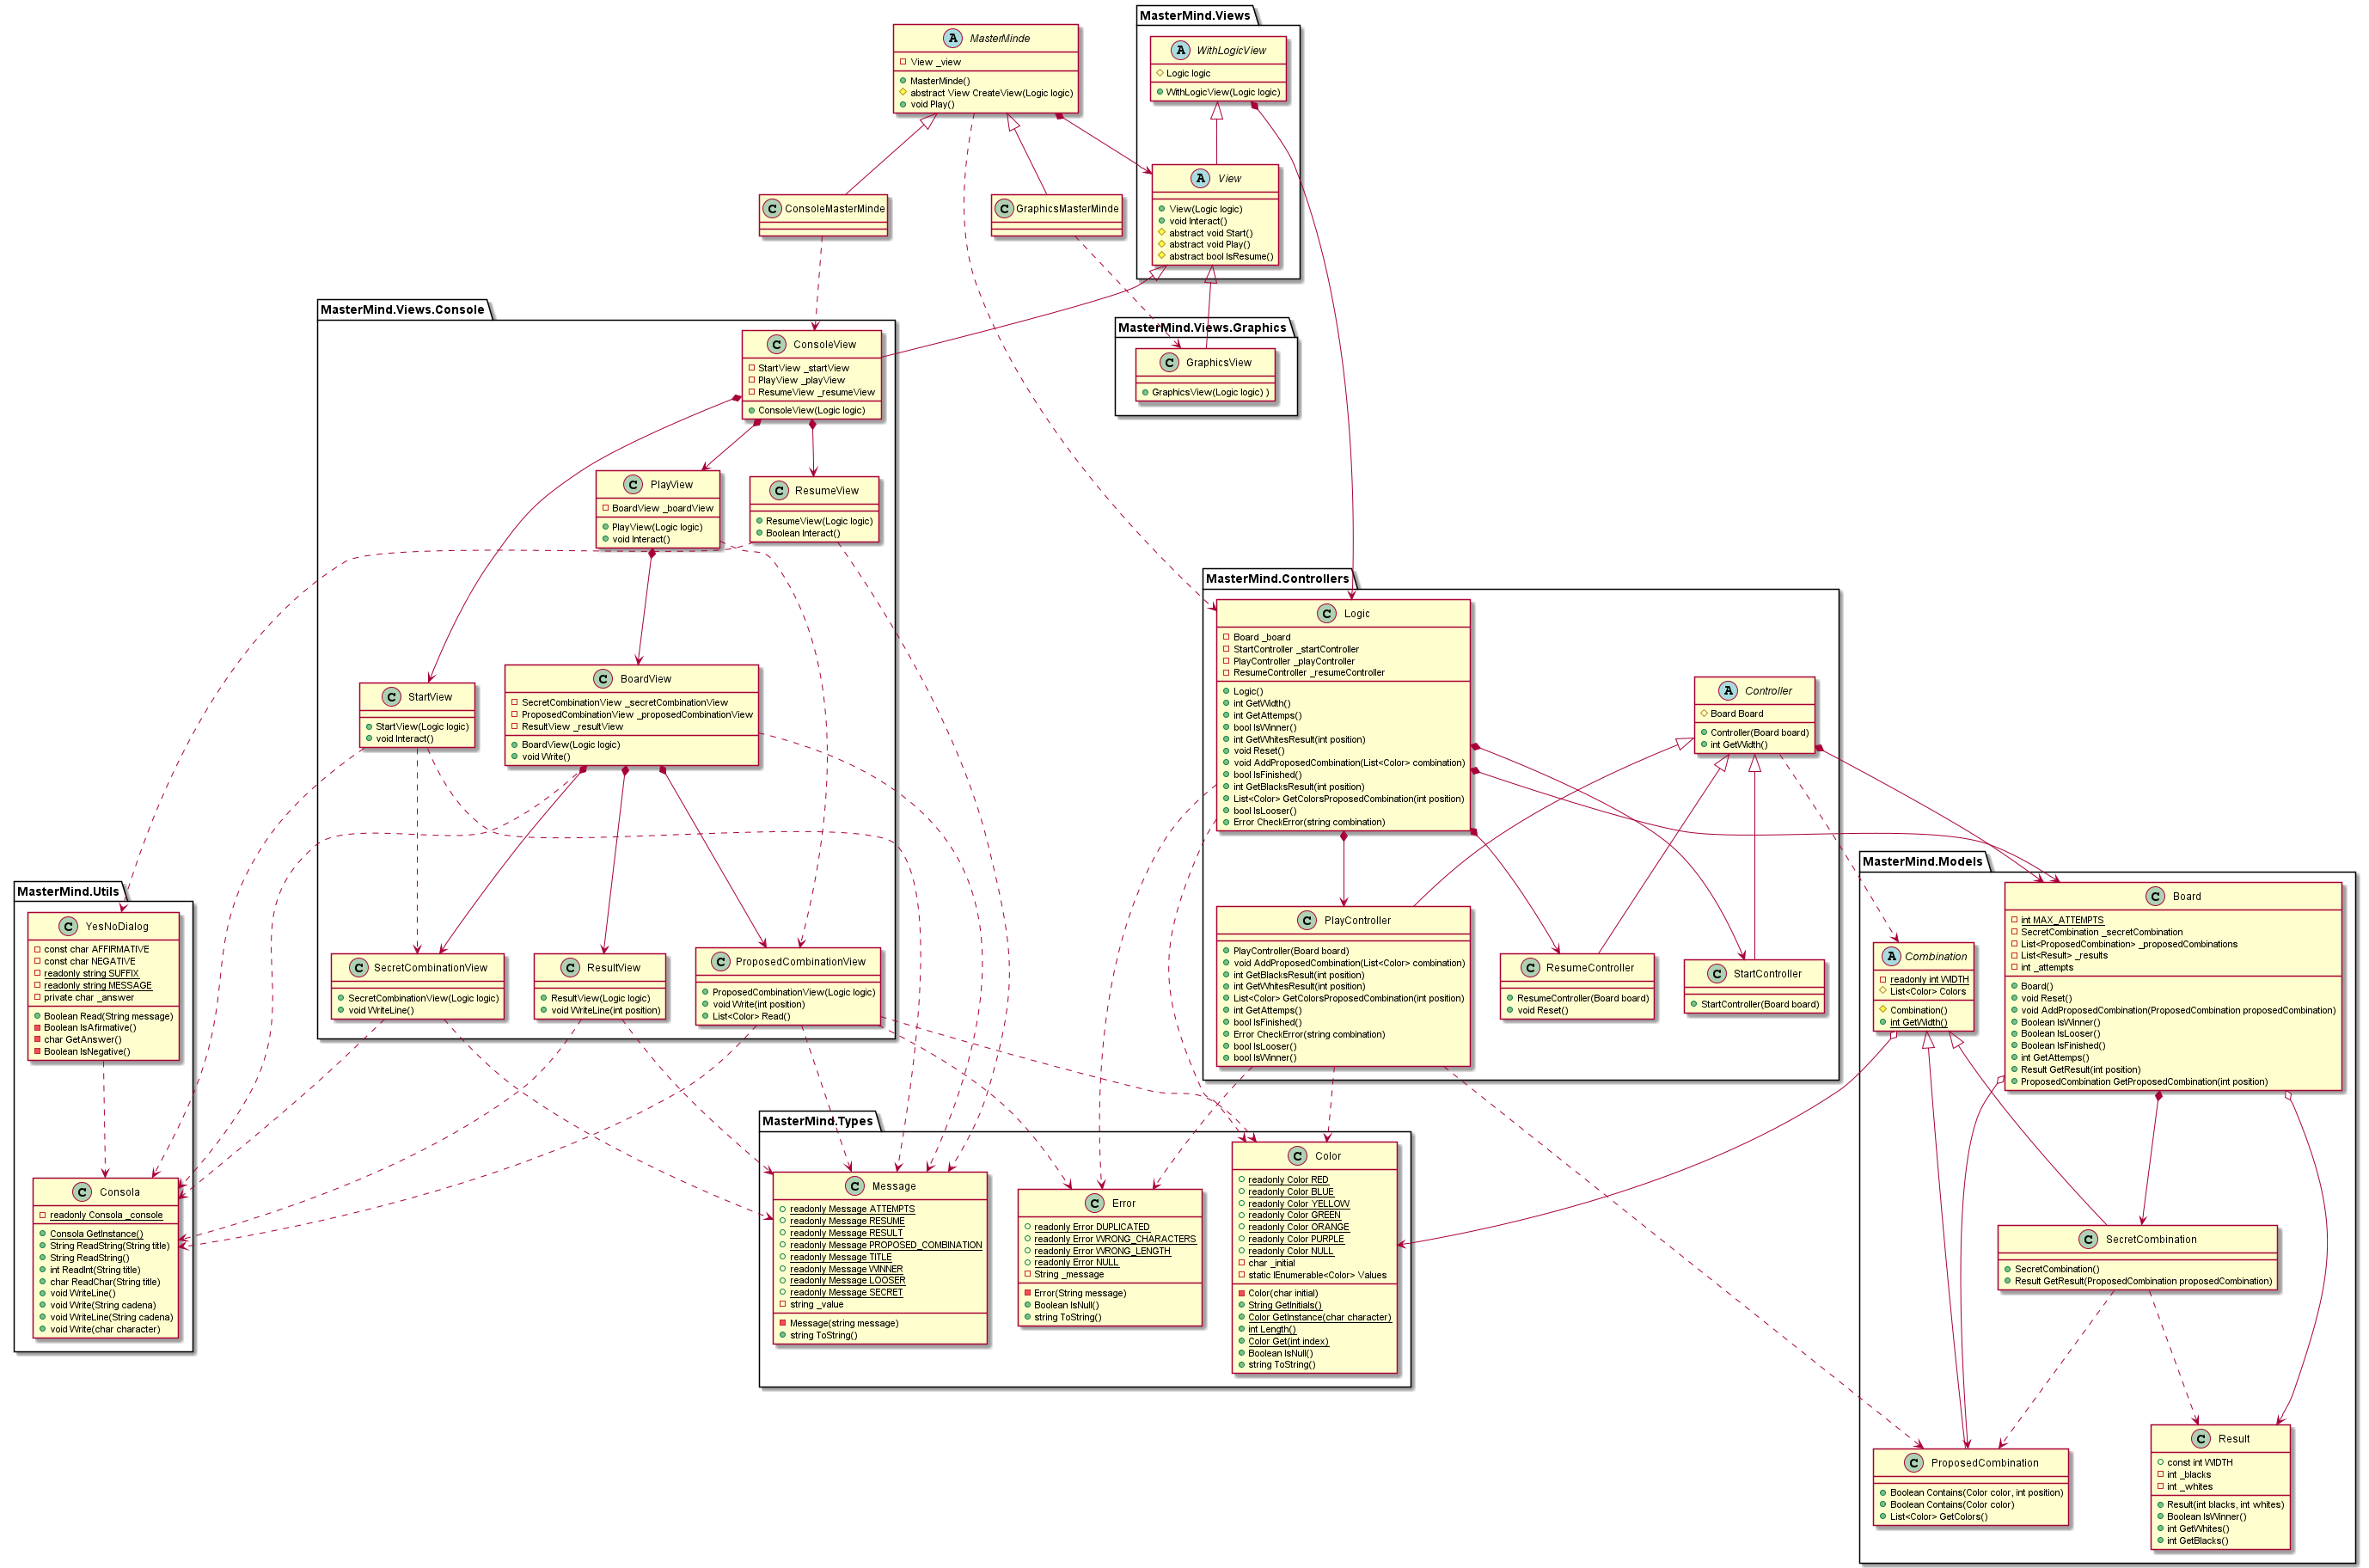 MasterMind.Views
A MasterMinde
View _view
MasterMinde()
abstract View CreateView(Logic logic)
void Play()
A WithLogicView
Logic logic
WithLogicView(Logic logic)
A View
View(Logic logic)
void Interact()
abstract void Start()
abstract void Play()
abstract bool IsResume()
C ConsoleMasterMinde
C GraphicsMasterMinde
MasterMind.Views.Console
C ConsoleView
StartView _startView
PlayView _playView
ResumeView _resumeView
ConsoleView(Logic logic)
MasterMind.Views.Graphics
C GraphicsView
GraphicsView(Logic logic) )
C PlayView
BoardView _boardView
PlayView(Logic logic)
void Interact()
C ResumeView
ResumeView(Logic logic)
Boolean Interact()
C StartView
StartView(Logic logic)
void Interact()
C BoardView
SecretCombinationView _secretCombinationView
ProposedCombinationView _proposedCombinationView
ResultView _resultView
BoardView(Logic logic)
void Write()
C SecretCombinationView
SecretCombinationView(Logic logic)
void WriteLine()
C ResultView
ResultView(Logic logic)
void WriteLine(int position)
C ProposedCombinationView
ProposedCombinationView(Logic logic)
void Write(int position)
List<Color> Read()
MasterMind.Controllers
C Logic
Board _board
StartController _startController
PlayController _playController
ResumeController _resumeController
Logic()
int GetWidth()
int GetAttemps()
bool IsWinner()
int GetWhitesResult(int position)
void Reset()
void AddProposedCombination(List<Color> combination)
bool IsFinished()
int GetBlacksResult(int position)
List<Color> GetColorsProposedCombination(int position)
bool IsLooser()
Error CheckError(string combination)
A Controller
Board Board
Controller(Board board)
int GetWidth()
C PlayController
PlayController(Board board)
void AddProposedCombination(List<Color> combination)
int GetBlacksResult(int position)
int GetWhitesResult(int position)
List<Color> GetColorsProposedCombination(int position)
int GetAttemps()
bool IsFinished()
Error CheckError(string combination)
bool IsLooser()
bool IsWinner()
C ResumeController
ResumeController(Board board)
void Reset()
C StartController
StartController(Board board)
MasterMind.Models
C Board
int MAX_ATTEMPTS
SecretCombination _secretCombination
List<ProposedCombination> _proposedCombinations
List<Result> _results
int _attempts
Board()
void Reset()
void AddProposedCombination(ProposedCombination proposedCombination)
Boolean IsWinner()
Boolean IsLooser()
Boolean IsFinished()
int GetAttemps()
Result GetResult(int position)
ProposedCombination GetProposedCombination(int position)
A Combination
readonly int WIDTH
List<Color> Colors
Combination()
int GetWidth()
C SecretCombination
SecretCombination()
Result GetResult(ProposedCombination proposedCombination)
C ProposedCombination
Boolean Contains(Color color, int position)
Boolean Contains(Color color)
List<Color> GetColors()
C Result
const int WIDTH
int _blacks
int _whites
Result(int blacks, int whites)
Boolean IsWinner()
int GetWhites()
int GetBlacks()
MasterMind.Utils
C YesNoDialog
const char AFFIRMATIVE
const char NEGATIVE
readonly string SUFFIX
readonly string MESSAGE
private char _answer
Boolean Read(String message)
Boolean IsAfirmative()
char GetAnswer()
Boolean IsNegative()
C Consola
readonly Consola _console
Consola GetInstance()
String ReadString(String title)
String ReadString()
int ReadInt(String title)
char ReadChar(String title)
void WriteLine()
void Write(String cadena)
void WriteLine(String cadena)
void Write(char character)
MasterMind.Types
C Message
readonly Message ATTEMPTS
readonly Message RESUME
readonly Message RESULT
readonly Message PROPOSED_COMBINATION
readonly Message TITLE
readonly Message WINNER
readonly Message LOOSER
readonly Message SECRET
string _value
Message(string message)
string ToString()
C Error
readonly Error DUPLICATED
readonly Error WRONG_CHARACTERS
readonly Error WRONG_LENGTH
readonly Error NULL
String _message
Error(String message)
Boolean IsNull()
string ToString()
C Color
readonly Color RED
readonly Color BLUE
readonly Color YELLOW
readonly Color GREEN
readonly Color ORANGE
readonly Color PURPLE
readonly Color NULL
char _initial
static IEnumerable<Color> Values
Color(char initial)
String GetInitials()
Color GetInstance(char character)
int Length()
Color Get(int index)
Boolean IsNull()
string ToString()